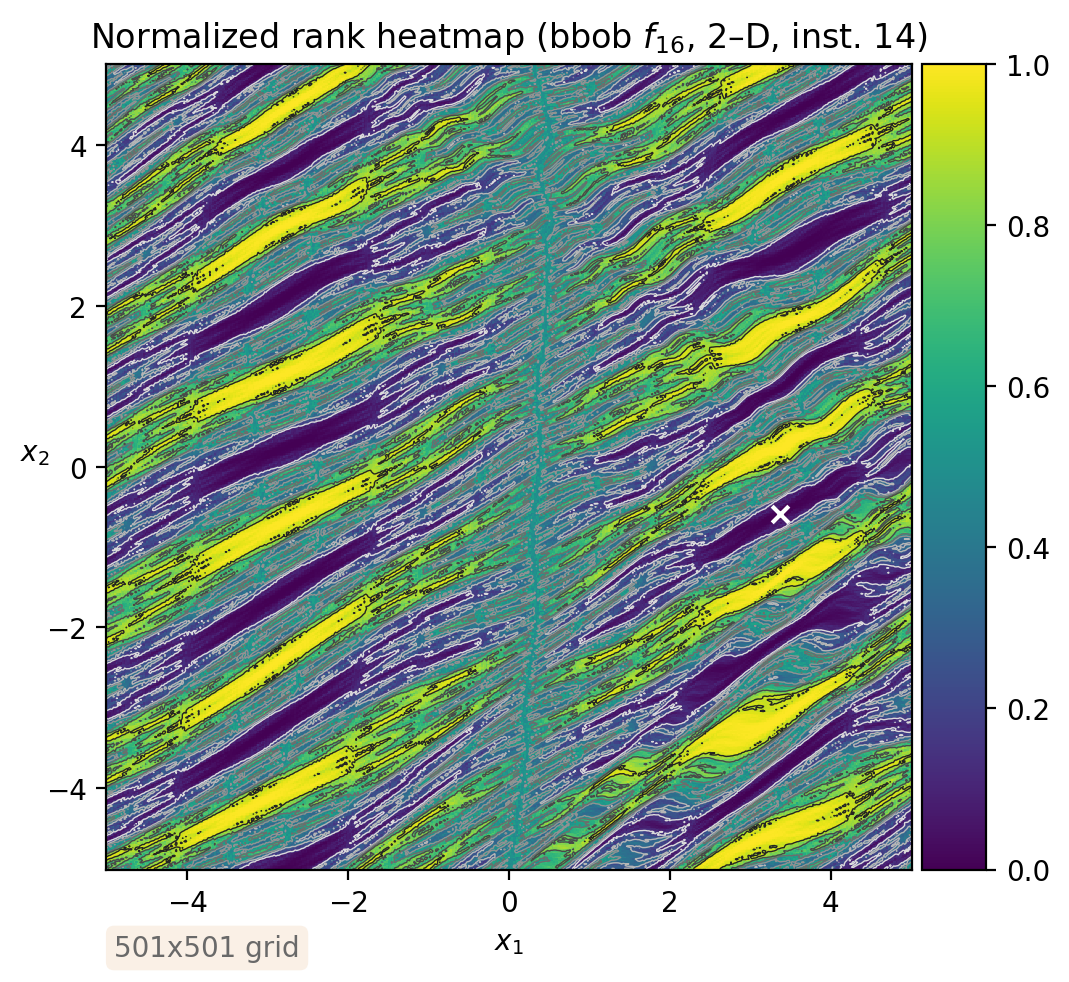 Normalized rank heatmap (bbob f₁₆, 2–D, inst. 14)
1.0
4
0.8
2
0.6
x₂
0
0.4
−2
0.2
−4
0.0
−4 −2 0 2 4
501x501 grid
x₁